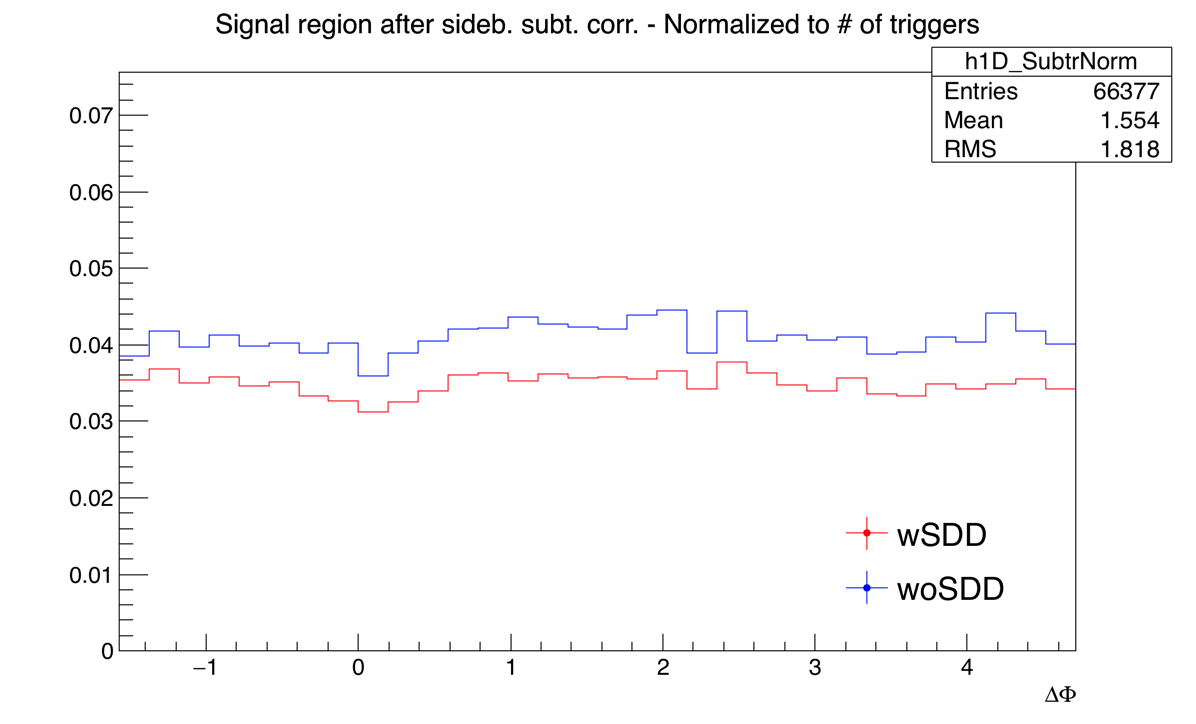 Signal region after sideb. subt. corr. - Normalized to # of triggers
h1D_SubtrNorm
Entries 66377
Mean 1.554
RMS 1.818
0.07
0.06
0.05
0.04
0.03
0.02
0.01
0
wSDD
woSDD
−1 0 1 2 3 4
ΔΦ